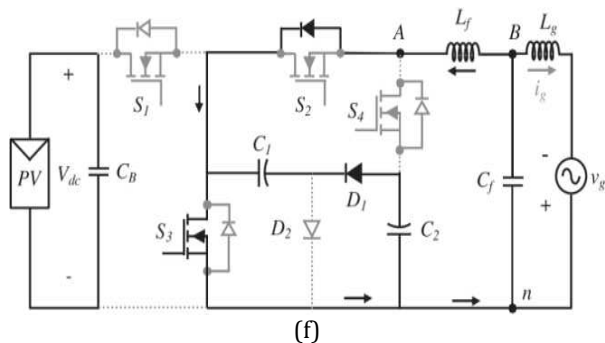 A
L_f
B
L_g
+
S_1
S_2
S_4
i_g
C_1
PV
V_dc
C_B
D_1
C_f
-
v_g
S_3
D_2
C_2
+
-
n
(f)